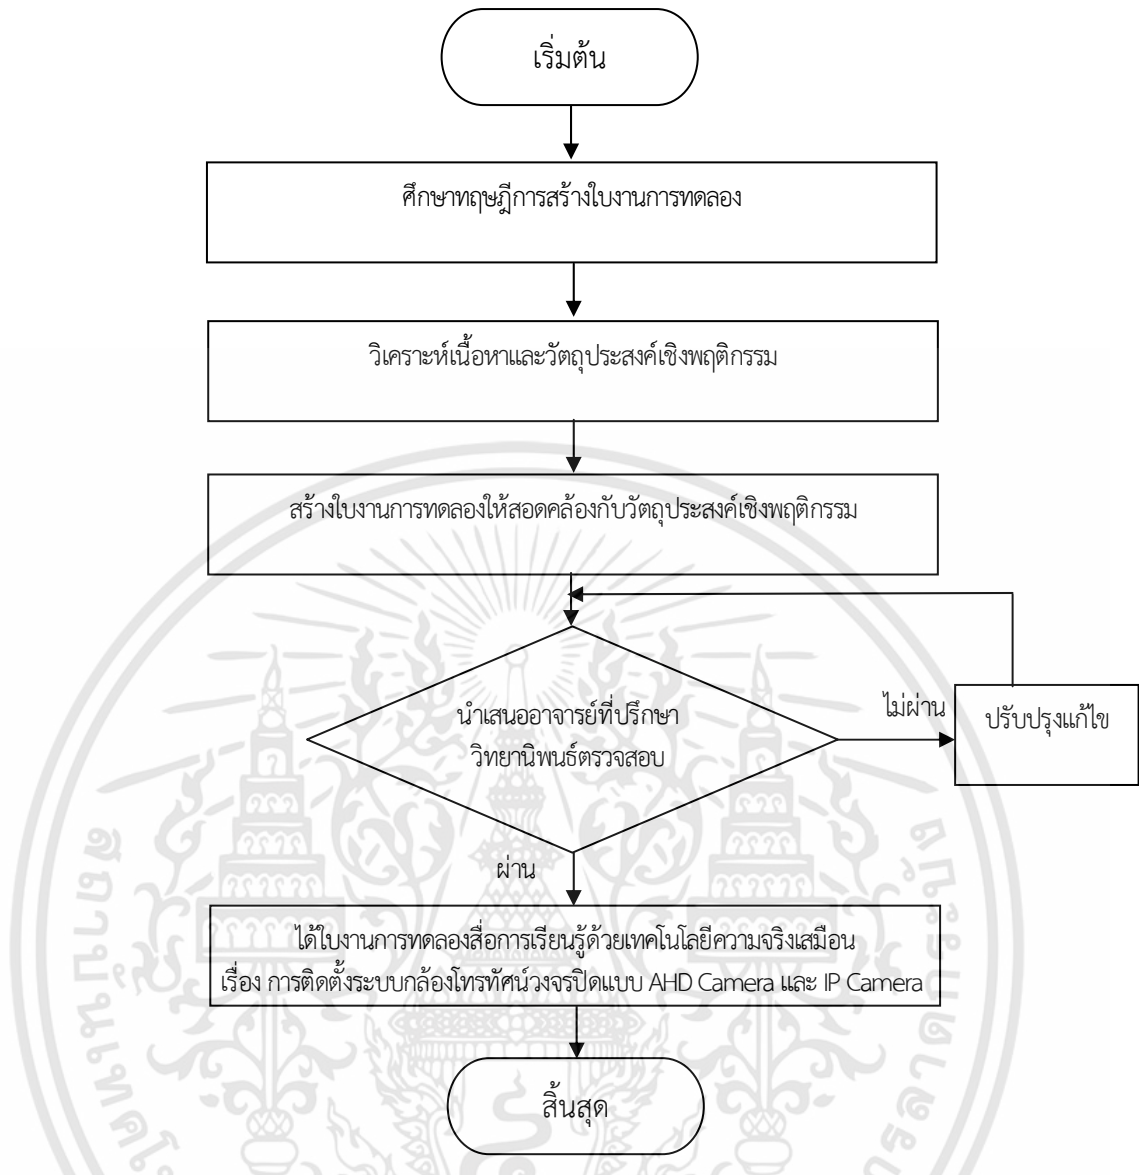 เริ่มต้น
ศึกษาทฤษฎีการสร้างใบงานการทดลอง
วิเคราะห์เนื้อหาและวัตถุประสงค์เชิงพฤติกรรม
สร้างใบงานการทดลองให้สอดคล้องกับวัตถุประสงค์เชิงพฤติกรรม
นำเสนออาจารย์ที่ปรึกษา
วิทยานิพนธ์ตรวจสอบ
ไม่ผ่าน
ปรับปรุงแก้ไข
ผ่าน
ได้ใบงานการทดลองสื่อการเรียนรู้ด้วยเทคโนโลยีความจริงเสมือน
เรื่อง การติดตั้งระบบกล้องโทรทัศน์วงจรปิดแบบ AHD Camera และ IP Camera
สิ้นสุด